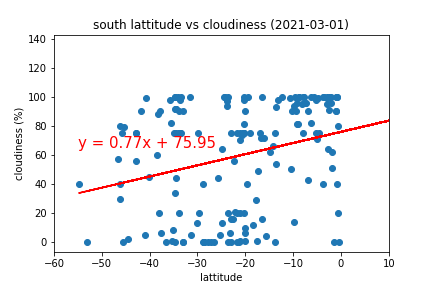 south lattitude vs cloudiness (2021-03-01)
cloudiness (%)
140
120
100
80
60
40
20
0
y = 0.77x + 75.95
−60 −50 −40 −30 −20 −10 0 10
lattitude